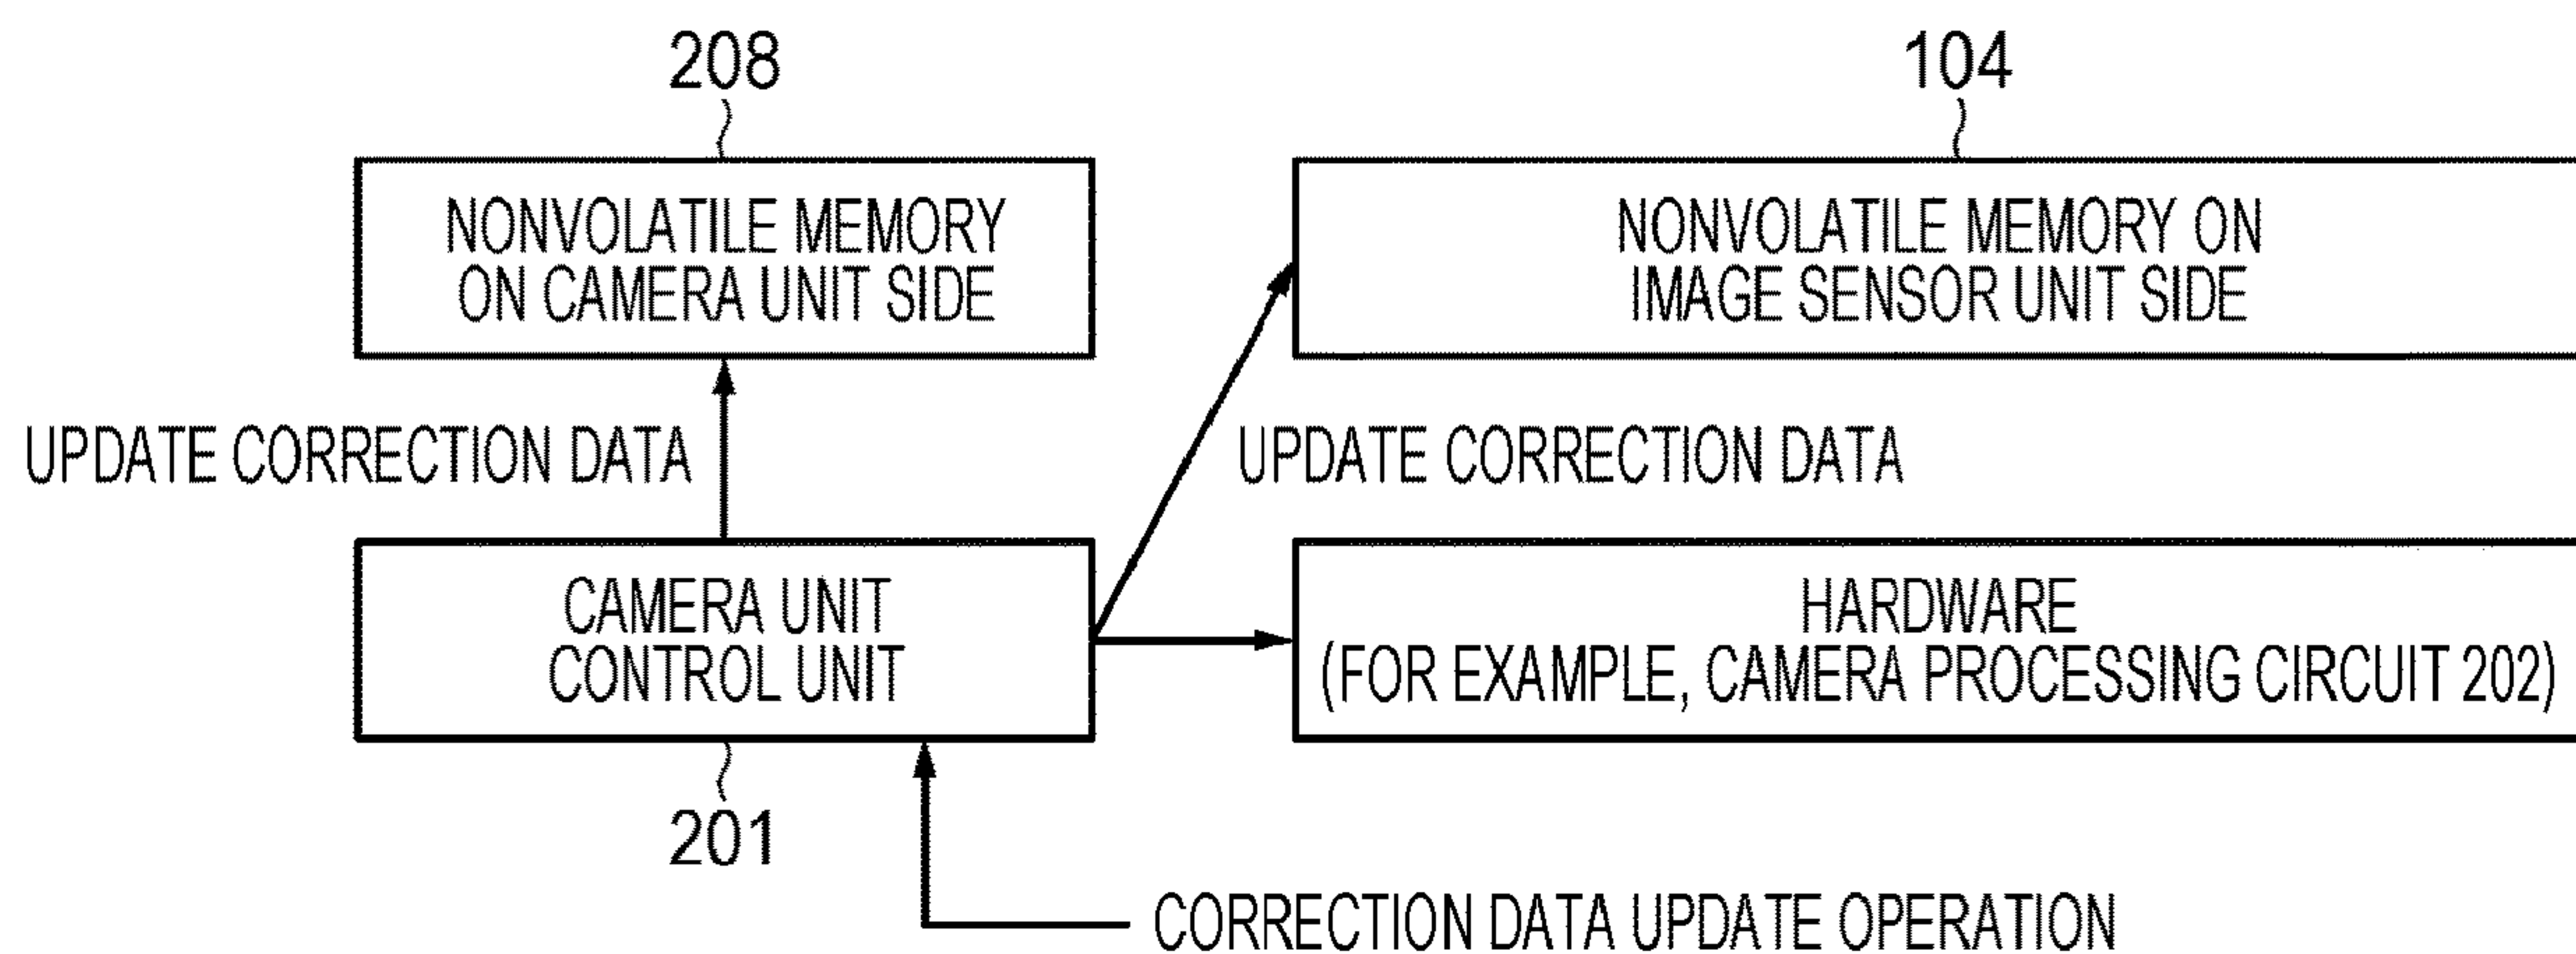 208
104
NONVOLATILE MEMORY
ON CAMERA UNIT SIDE
NONVOLATILE MEMORY ON
IMAGE SENSOR UNIT SIDE
UPDATE CORRECTION DATA
UPDATE CORRECTION DATA
CAMERA UNIT
CONTROL UNIT
HARDWARE
(FOR EXAMPLE, CAMERA PROCESSING CIRCUIT 202)
201
CORRECTION DATA UPDATE OPERATION